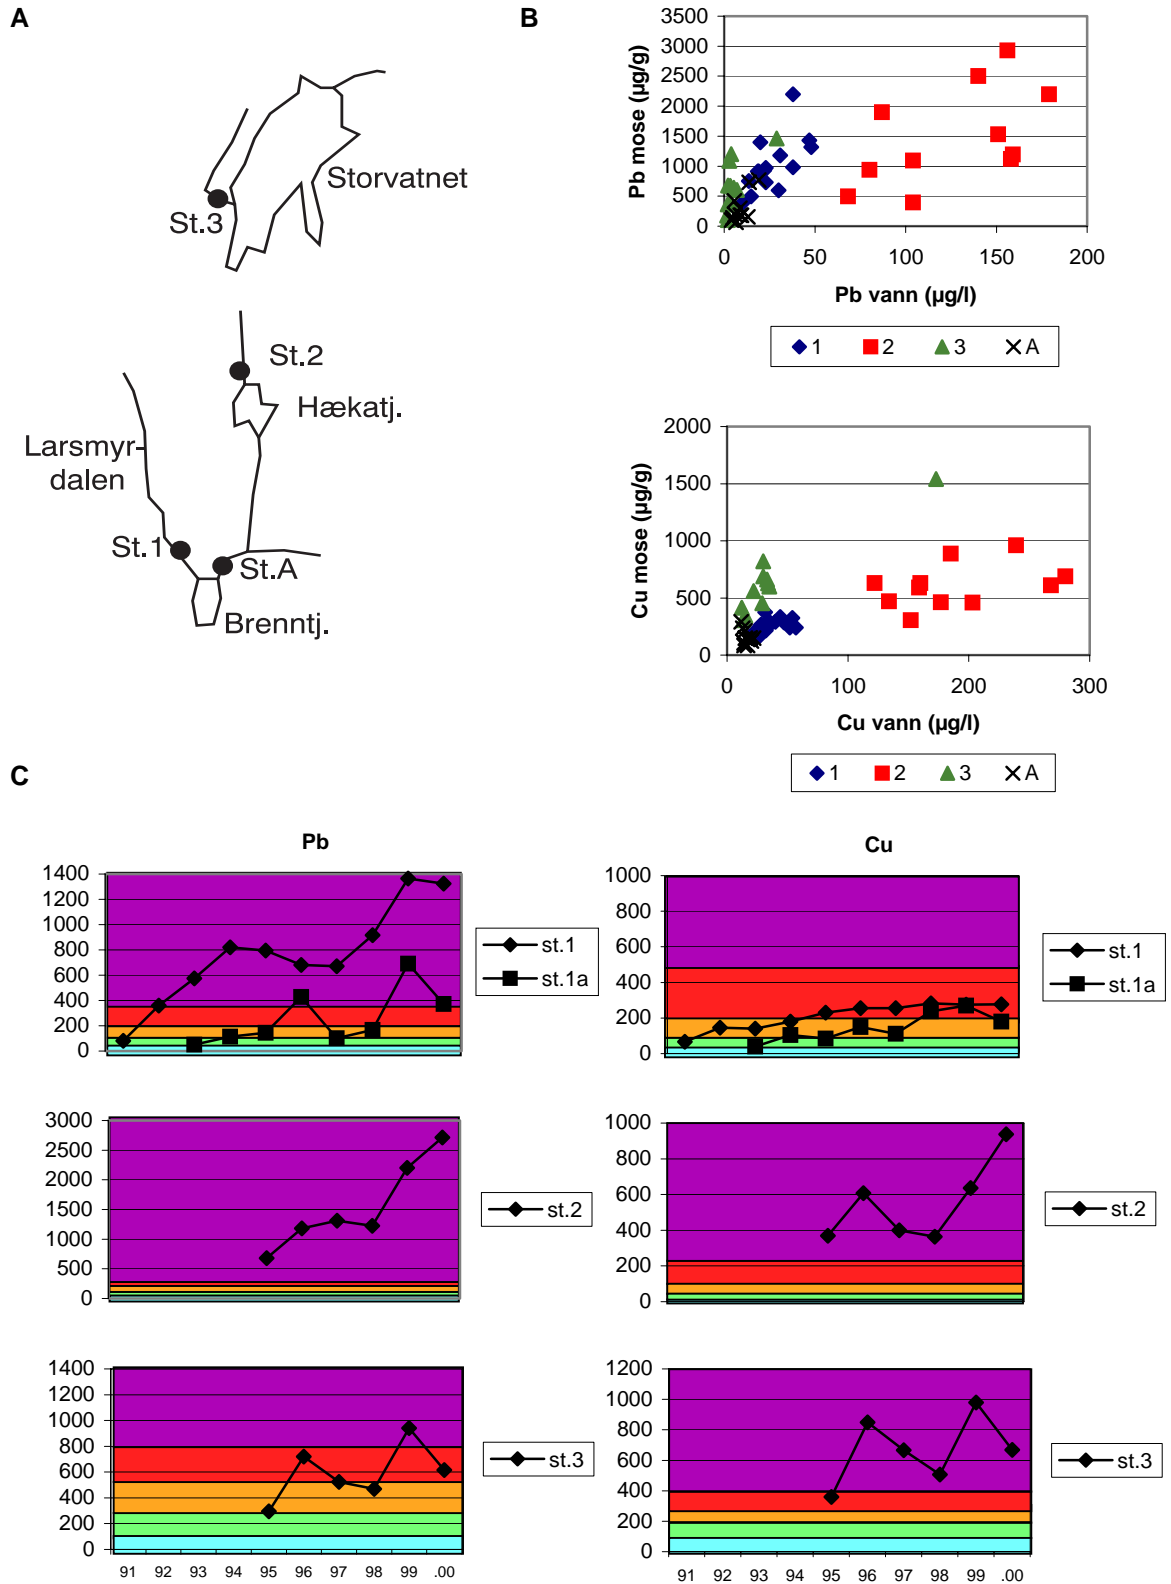 A
Storvatnet
St.3
St.2
Hækatj.
Larsmyr-
dalen
St.1
St.A
Brenntj.
B
Pb mose (µg/g)
3500
3000
2500
2000
1500
1000
500
0
0 50 100 150 200
Pb vann (µg/l)
1 2 3 A
Cu mose (µg/g)
2000
1500
1000
500
0
0 100 200 300
Cu vann (µg/l)
1 2 3 A
C
Pb
1400
1200
1000
800
600
400
200
0
st.1
st.1a
Cu
1000
800
600
400
200
0
st.1
st.1a
3000
2500
2000
1500
1000
500
0
st.2
1000
800
600
400
200
0
st.2
1400
1200
1000
800
600
400
200
0
91 92 93 94 95 96 97 98 99 .00
st.3
1200
1000
800
600
400
200
0
91 92 93 94 95 96 97 98 99 .00
st.3